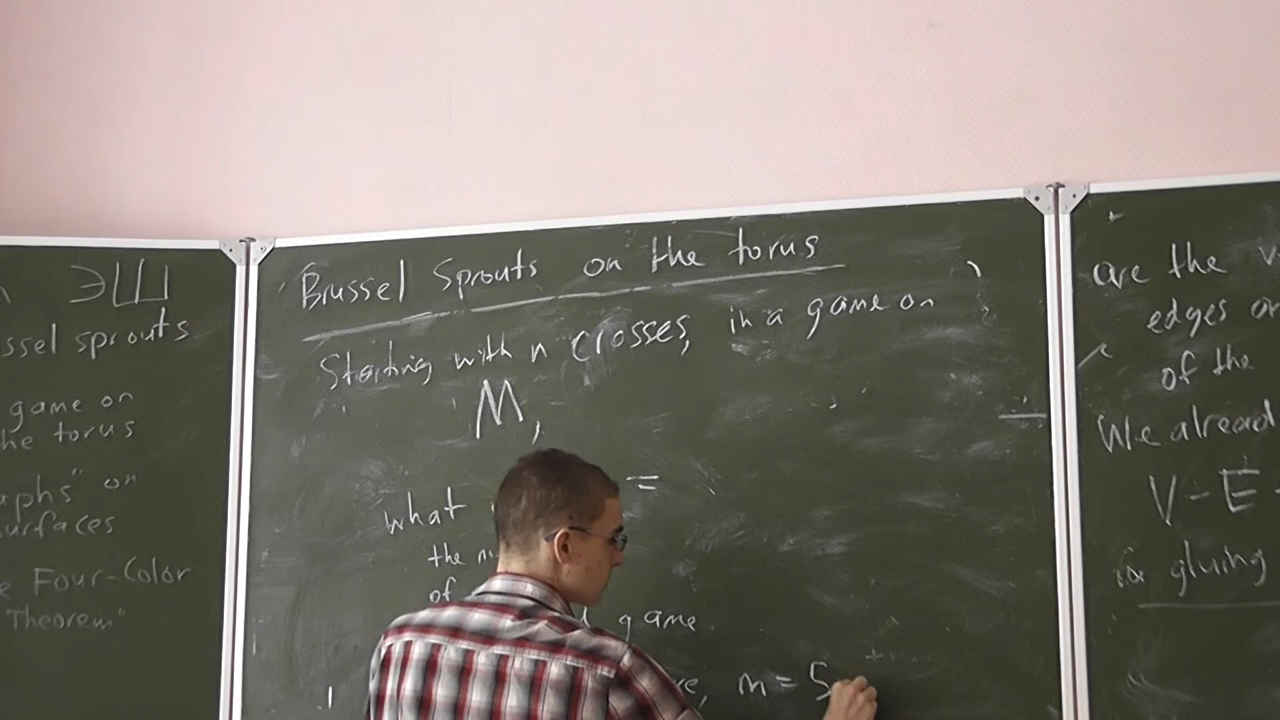 ЭШ
ssel sprouts
game on
he torus
aphs" on
urfaces
e Four-Color
Theorem"
Brussel Sprouts on the torus
Starting with n crosses, in a game on
M,
what =
the
of game.
m = 5
are the v
edges or
of the
We alread
V - E
for gluing